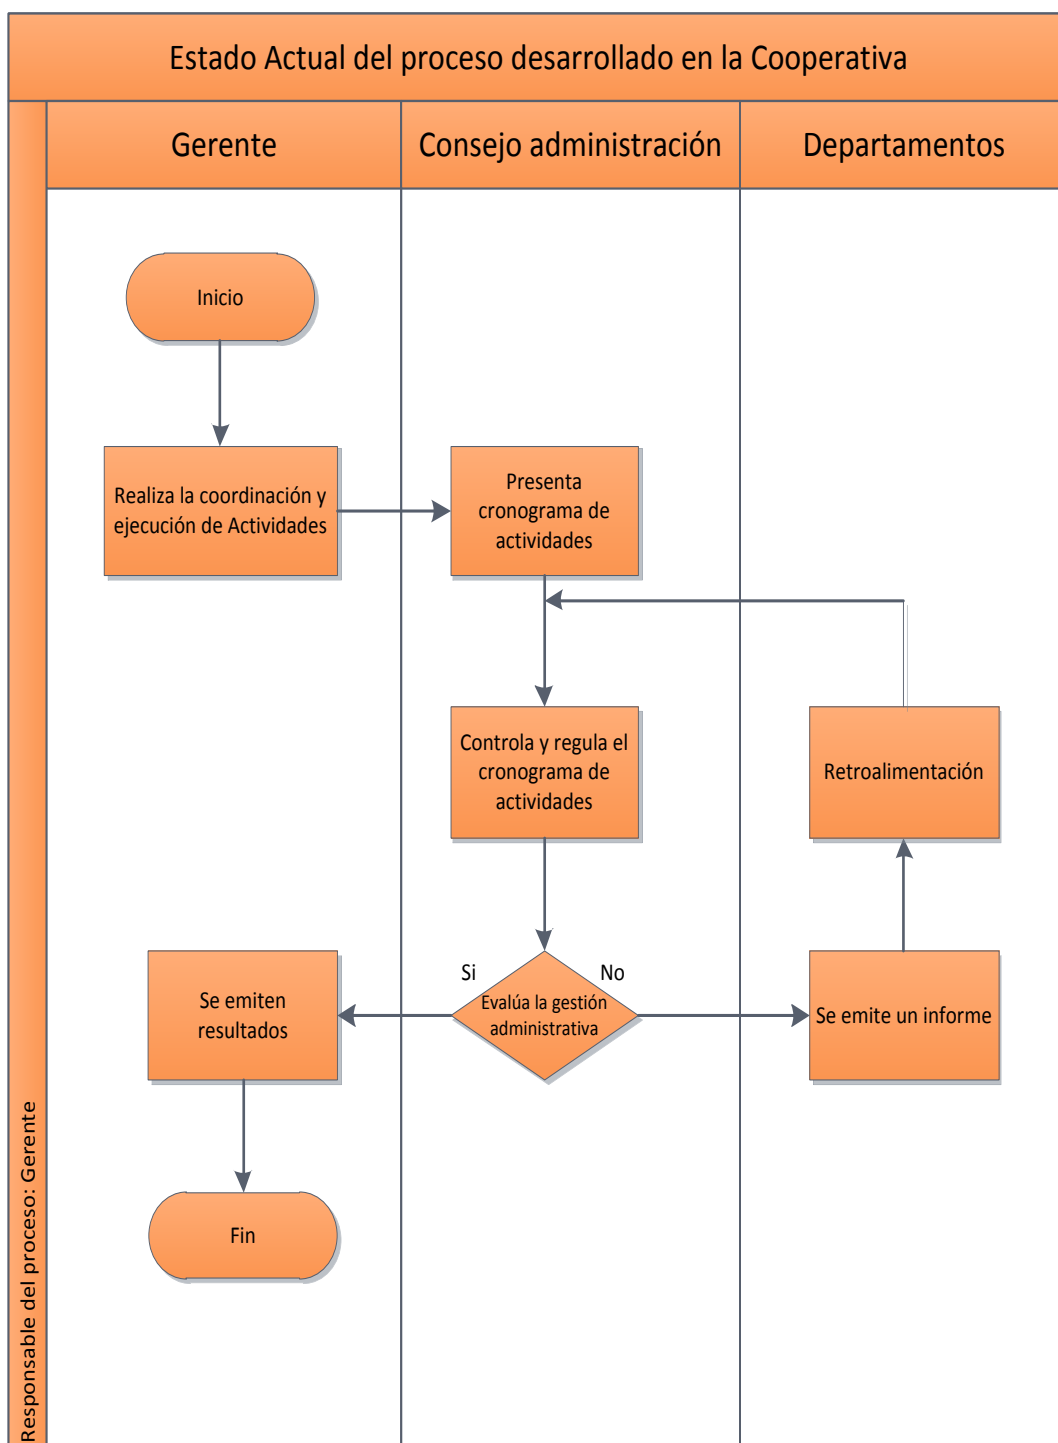 Estado Actual del proceso desarrollado en la Cooperativa
Gerente
Consejo administración
Departamentos
Responsable del proceso: Gerente
Inicio
Realiza la coordinación y
ejecución de Actividades
Presenta
cronograma de
actividades
Controla y regula el
cronograma de
actividades
Retroalimentación
Si
No
Evalúa la gestión
administrativa
Se emiten
resultados
Se emite un informe
Fin